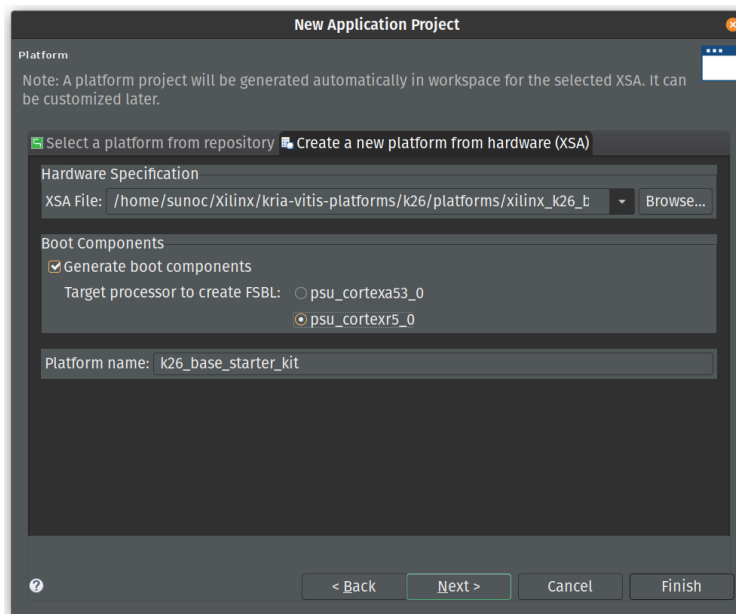 New Application Project
Platform
Note: A platform project will be generated automatically in workspace for the selected XSA. It can
be customized later.
Select a platform from repository Create a new platform from hardware (XSA)
Hardware Specification
XSA File: /home/sunoc/Xilinx/kria-vitis-platforms/k26/platforms/xilinx_k26_b Browse...
Boot Components
Generate boot components
Target processor to create FSBL: psu_cortexa53_0
psu_cortexr5_0
Platform name: k26_base_starter_kit
? < Back Next > Cancel Finish